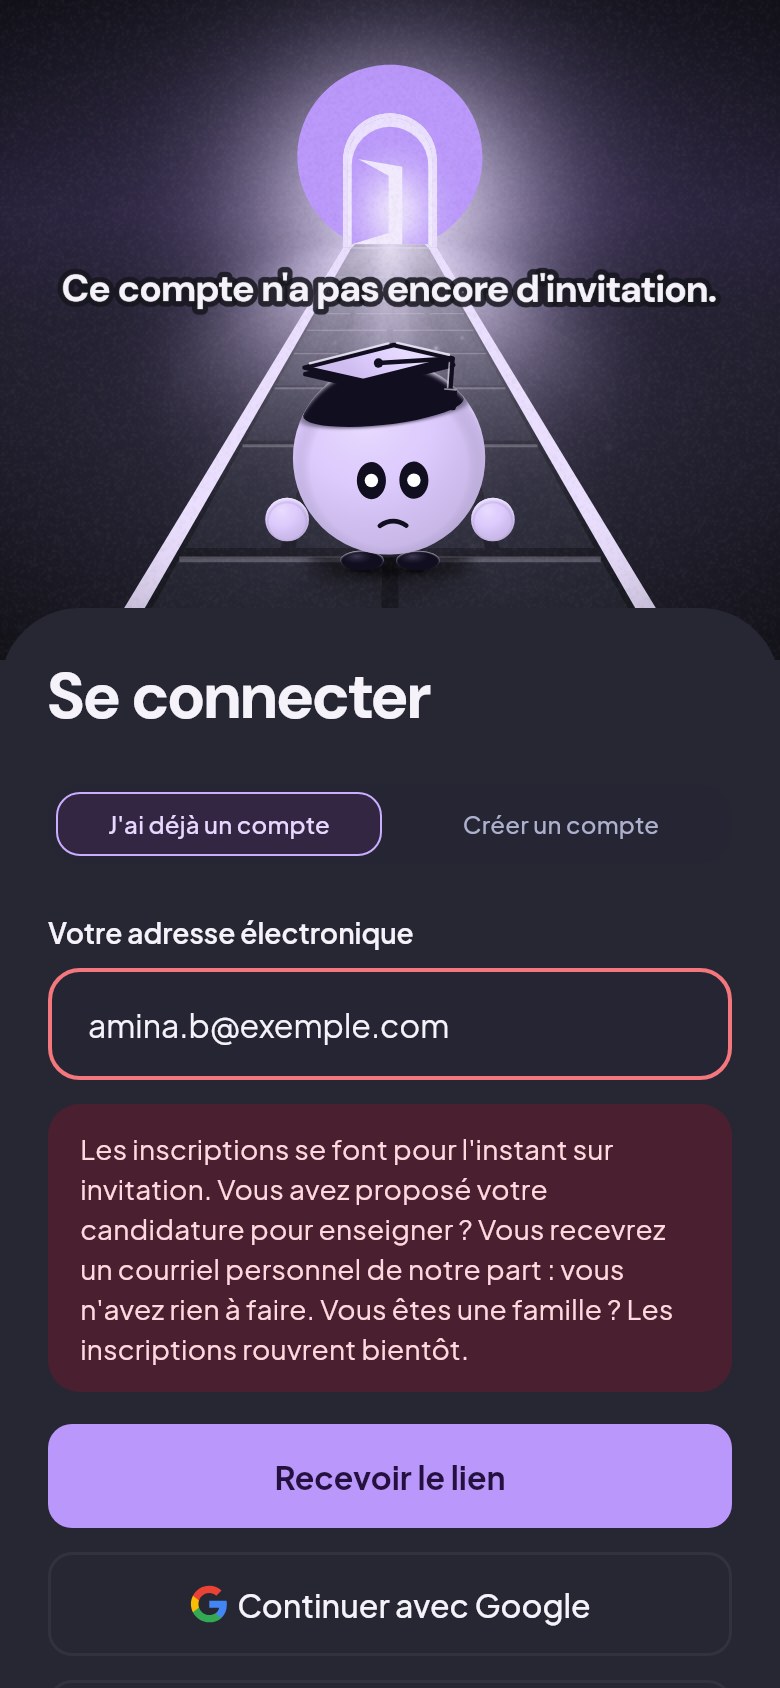 Ce compte n'a pas encore d'invitation.
Se connecter
J'ai déjà un compte
Créer un compte
Votre adresse électronique
amina.b@exemple.com
Les inscriptions se font pour l'instant sur
invitation. Vous avez proposé votre
candidature pour enseigner ? Vous recevrez
un courriel personnel de notre part : vous
n'avez rien à faire. Vous êtes une famille ? Les
inscriptions rouvrent bientôt.
Recevoir le lien
Continuer avec Google